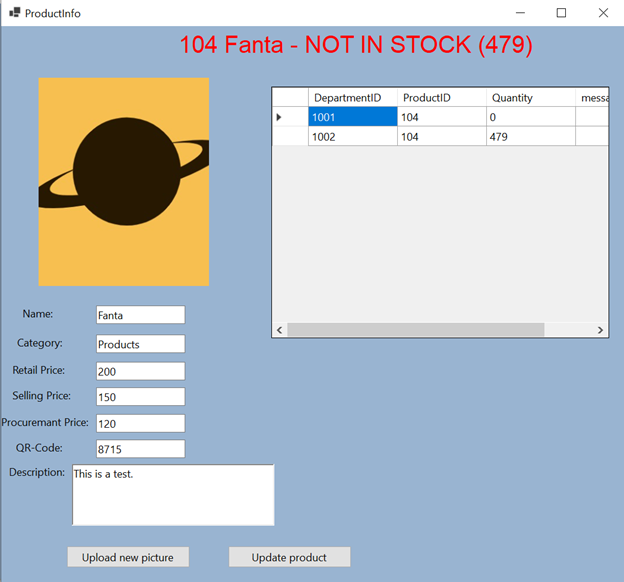 ProductInfo
104 Fanta - NOT IN STOCK (479)
DepartmentID ProductID Quantity messa
1001 104 0
1002 104 479
Name: Fanta
Category: Products
Retail Price: 200
Selling Price: 150
Procuremant Price: 120
QR-Code: 8715
Description: This is a test.
Upload new picture Update product